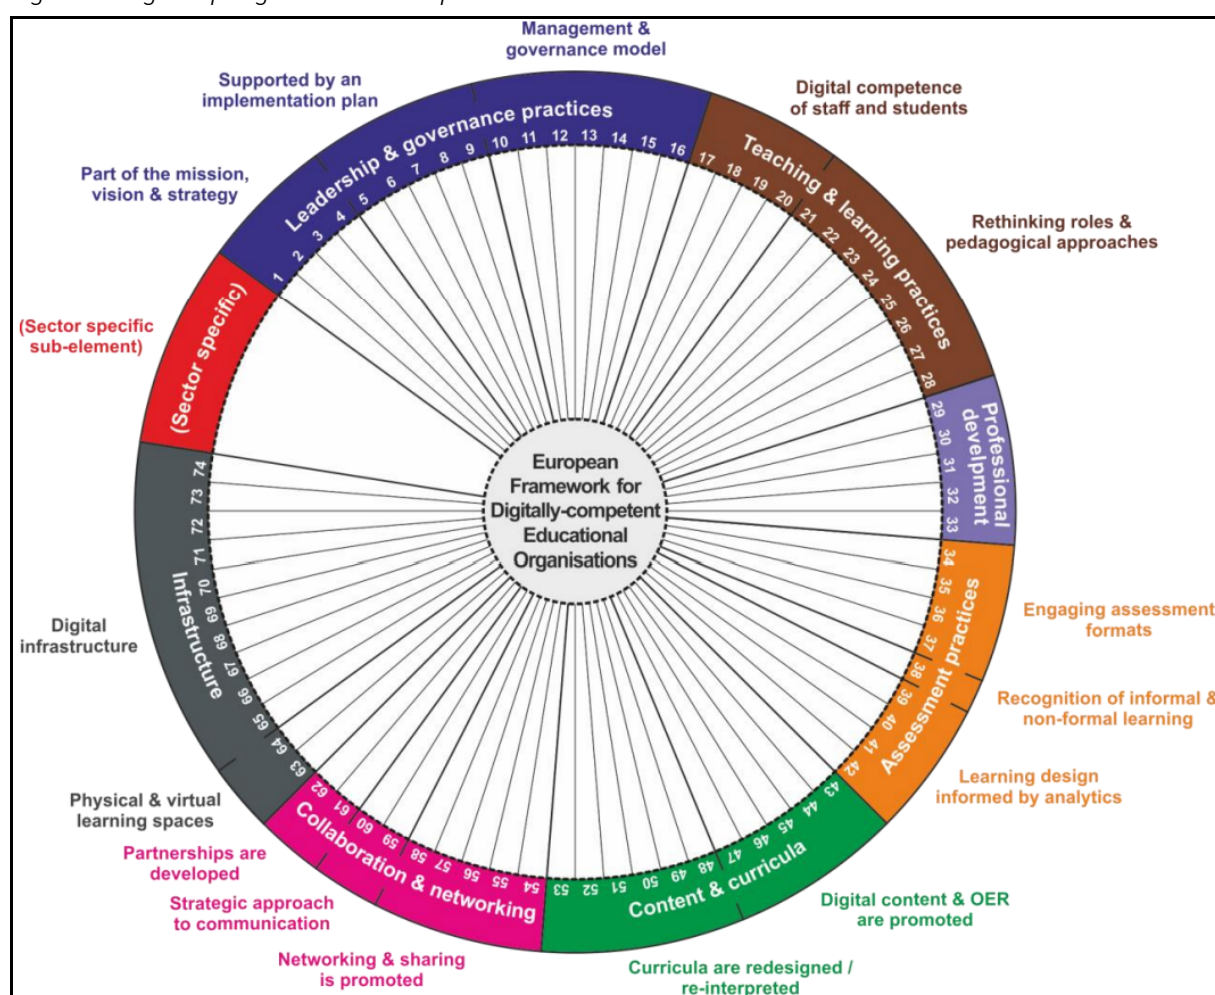 Management &
governance model
Supported by an
implementation plan
Digital competence
of staff and students
Part of the mission,
vision & strategy
Rethinking roles &
pedagogical approaches
(Sector specific
sub-element)
Leadership & governance practices
Teaching & learning practices
Professional
develpment
Assessment practices
Content & curricula
Collaboration & networking
Infrastructure
(Sector specific)
1 2 3 4 5 6 7 8 9 10 11 12 13 14 15 16
17 18 19 20 21 22 23 24 25 26 27 28
29 30 31 32 33
34 35 36 37 38 39 40 41 42
43 44 45 46 47 48 49 50 51 52 53
54 55 56 57 58 59 60 61 62
63 64 65 66 67 68 69 70 71 72 73 74
European
Framework for
Digitally-competent
Educational
Organisations
Engaging assessment
formats
Recognition of informal &
non-formal learning
Learning design
informed by analytics
Digital content & OER
are promoted
Curricula are redesigned /
re-interpreted
Networking & sharing
is promoted
Strategic approach
to communication
Partnerships are
developed
Physical & virtual
learning spaces
Digital
infrastructure